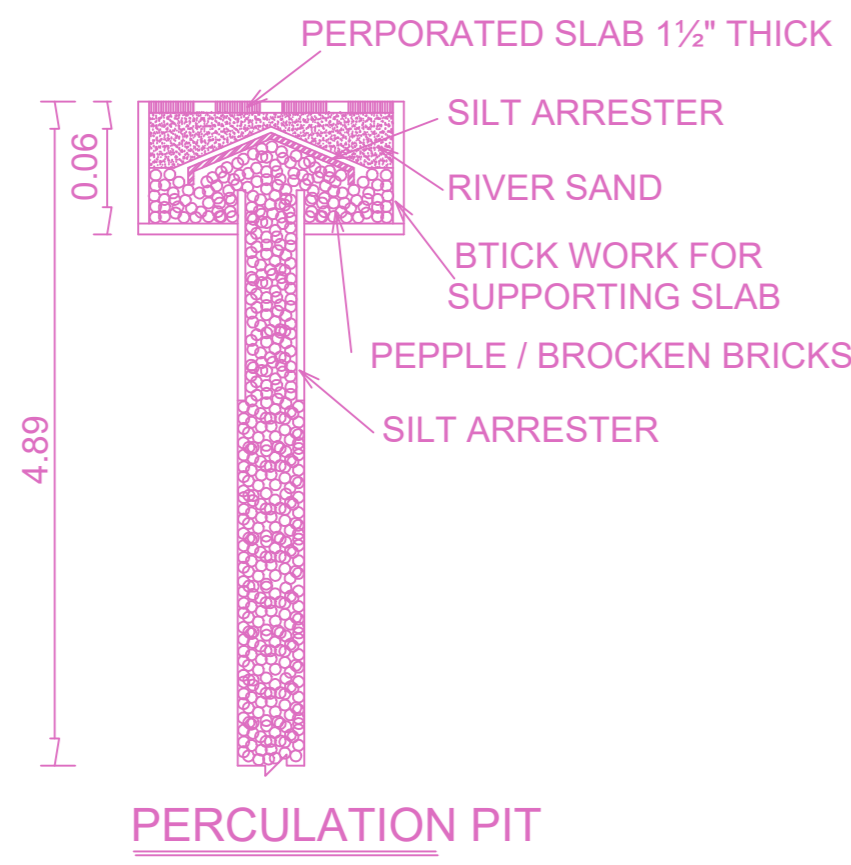 PERPORATED SLAB 1½" THICK
SILT ARRESTER
0.06
RIVER SAND
BTICK WORK FOR
SUPPORTING SLAB
PEPPLE / BROCKEN BRICKS
SILT ARRESTER
4.89
PERCULATION PIT